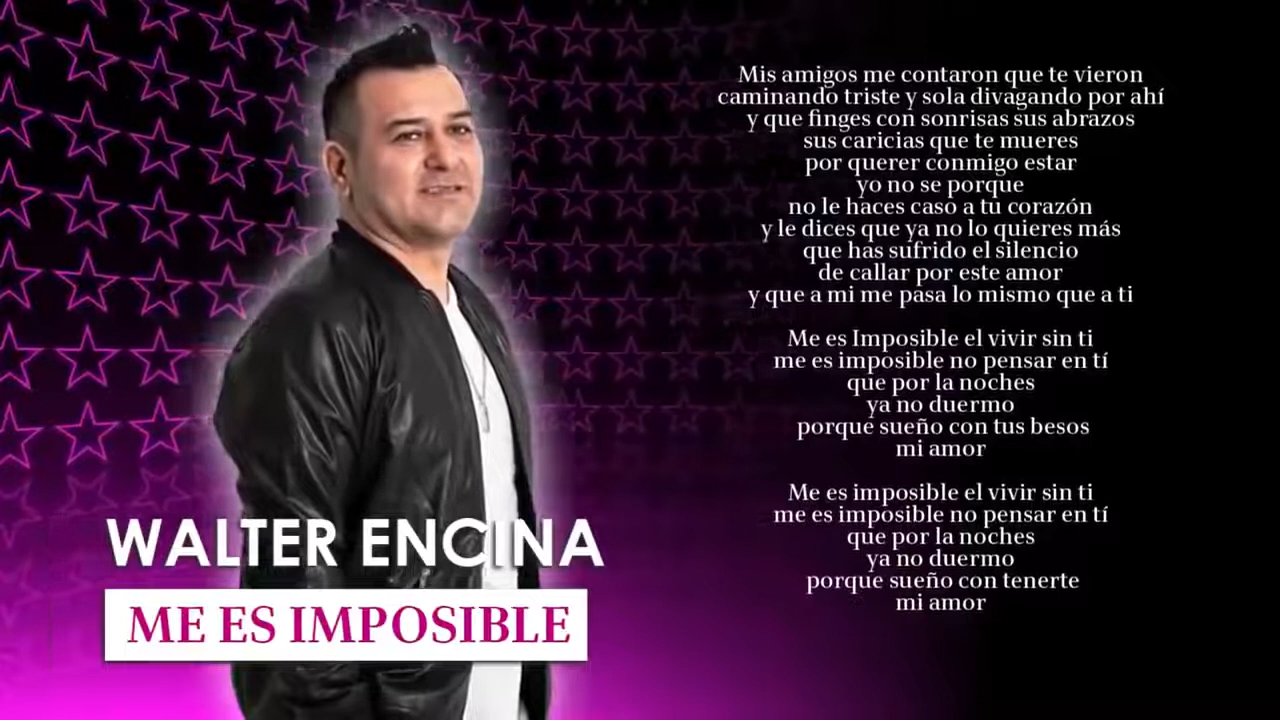 Mis amigos me contaron que te vieron
caminando triste y sola divagando por ahí
y que finges con sonrisas sus abrazos
sus caricias que te mueres
por querer conmigo estar
yo no se porque
no le haces caso a tu corazón
y le dices que ya no lo quieres más
que has sufrido el silencio
de callar por este amor
y que a mi me pasa lo mismo que a ti
Me es Imposible el vivir sin ti
me es imposible no pensar en tí
que por la noches
ya no duermo
porque sueño con tus besos
mi amor
Me es imposible el vivir sin ti
me es imposible no pensar en tí
que por la noches
ya no duermo
porque sueño con tenerte
mi amor
WALTER ENCINA
ME ES IMPOSIBLE